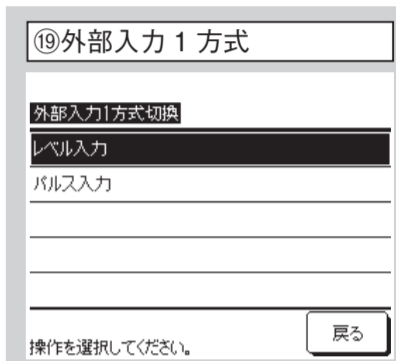 ⑲外部入力 1 方式
外部入力1方式切換
レベル入力
パルス入力
操作を選択してください。
戻る